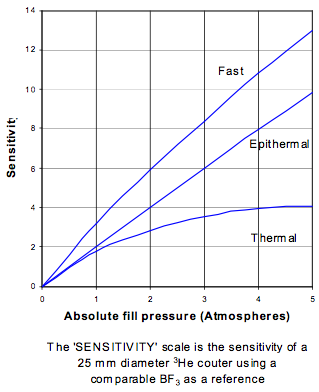 14
12
10
8
6
4
2
0
Sensitivit
Fast
Epithermal
Thermal
0 1 2 3 4 5
Absolute fill pressure (Atmospheres)
The 'SENSITIVITY' scale is the sensitivity of a
25 mm diameter ³He couter using a
comparable BF₃ as a reference